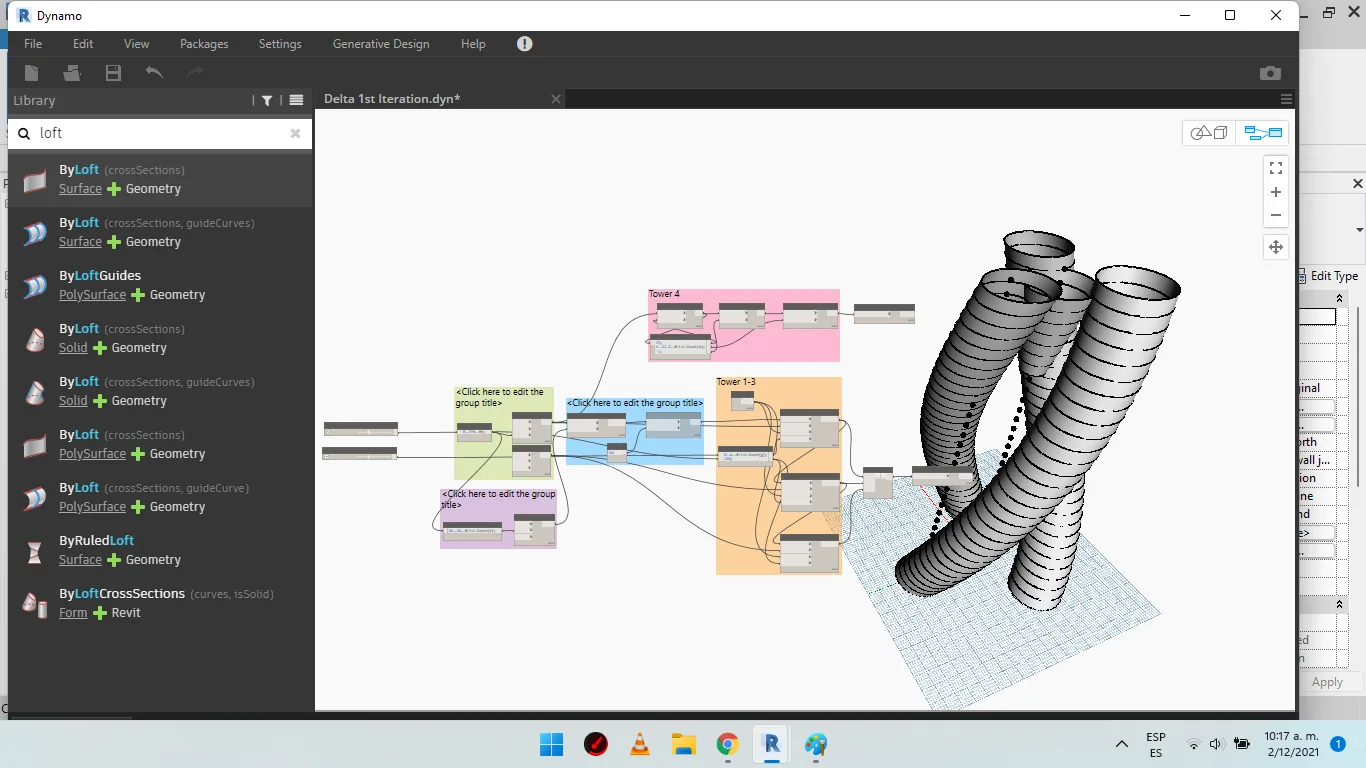 Dynamo
File Edit View Packages Settings Generative Design Help
Library
Delta 1st Iteration.dyn*
loft
ByLoft (crossSections)
Surface Geometry
ByLoft (crossSections, guideCurves)
Surface Geometry
ByLoftGuides
PolySurface Geometry
ByLoft (crossSections)
Solid Geometry
ByLoft (crossSections, guideCurves)
Solid Geometry
ByLoft (crossSections)
PolySurface Geometry
ByLoft (crossSections, guideCurve)
PolySurface Geometry
ByRuledLoft
Surface Geometry
ByLoftCrossSections (curves, isSolid)
Form Revit
Tower 4
Tower 1-3
<Click here to edit the
group title>
<Click here to edit the group title>
<Click here to edit the group
title>
Edit Type
Apply
ESP
ES
10:17 a. m.
2/12/2021
1